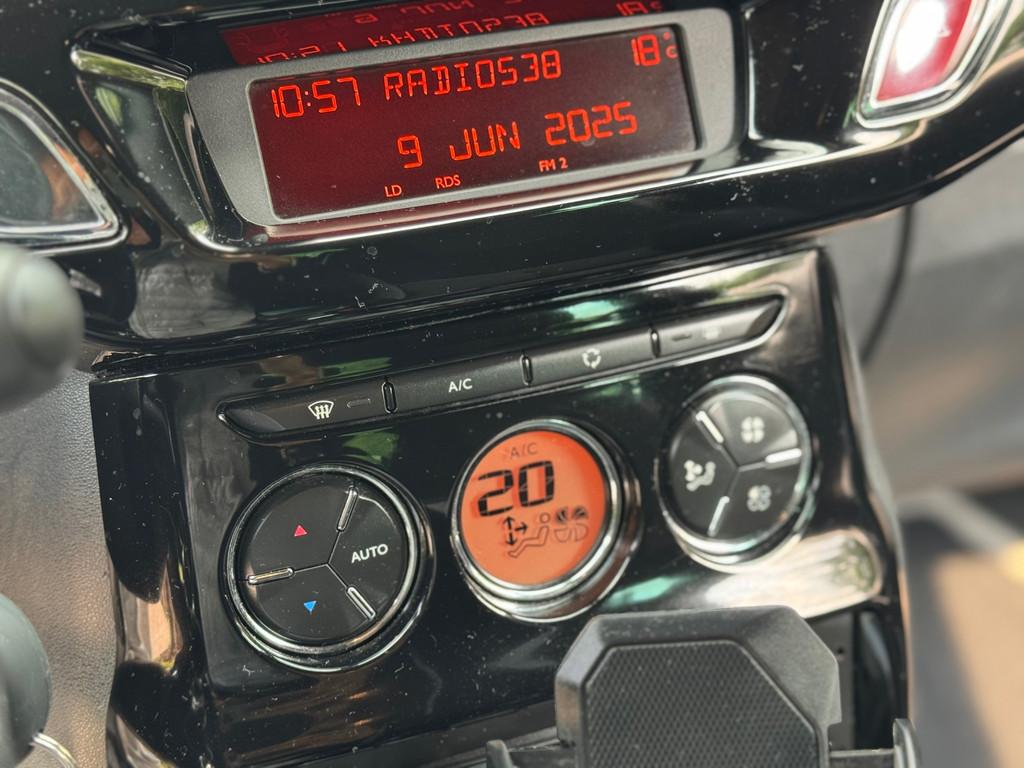 10:57 RADIO538 18°C
9 JUN 2025
LD RDS FM 2
A/C
A/C
20
AUTO